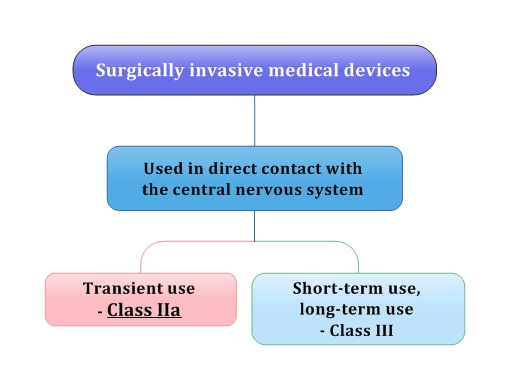 Surgically invasive medical devices
Used in direct contact with
the central nervous system
Transient use
- Class IIa
Short-term use,
long-term use
- Class III